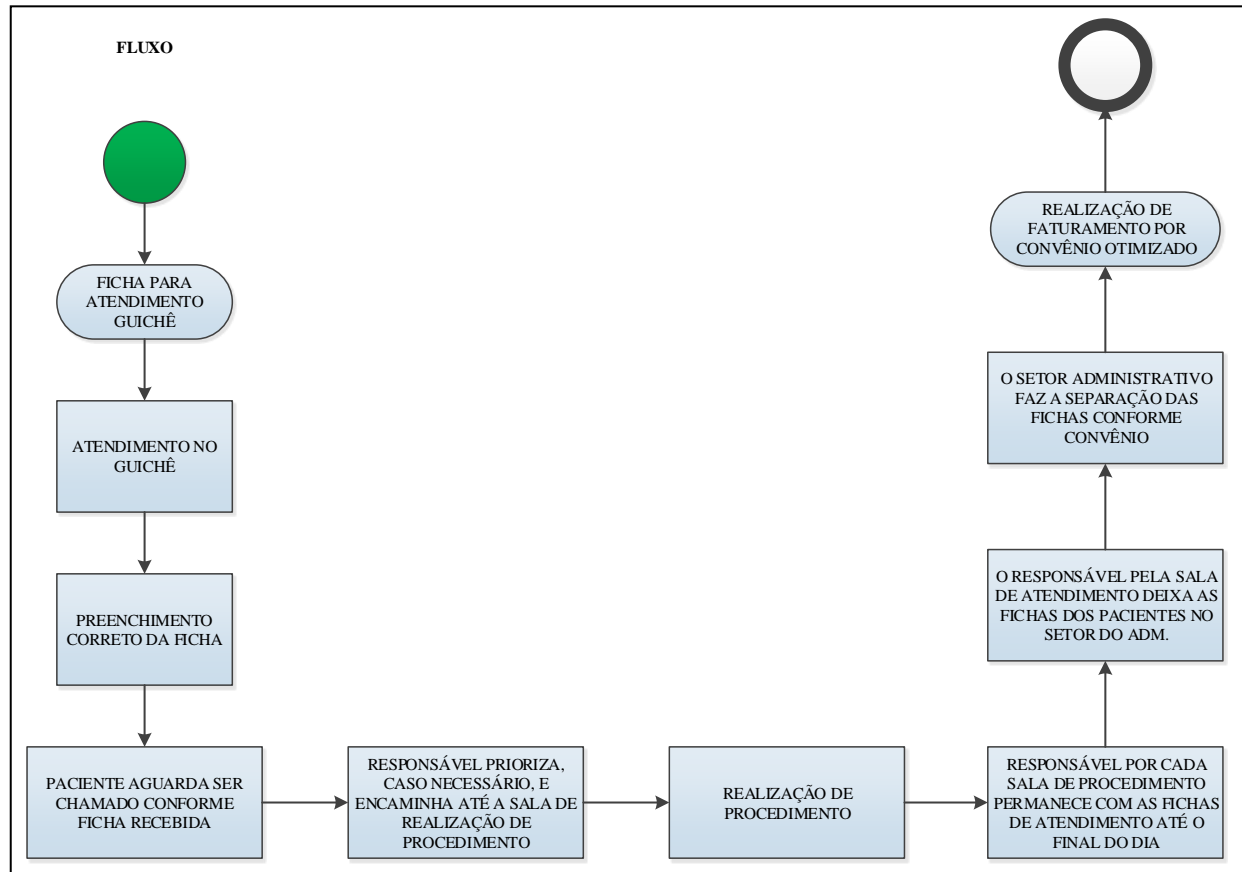 FLUXO
FICHA PARA
ATENDIMENTO
GUICHÊ
ATENDIMENTO NO
GUICHÊ
PREENCHIMENTO
CORRETO DA FICHA
PACIENTE AGUARDA SER
CHAMADO CONFORME
FICHA RECEBIDA
RESPONSÁVEL PRIORIZA,
CASO NECESSÁRIO, E
ENCAMINHA ATÉ A SALA DE
REALIZAÇÃO DE
PROCEDIMENTO
REALIZAÇÃO DE
PROCEDIMENTO
RESPONSÁVEL POR CADA
SALA DE PROCEDIMENTO
PERMANECE COM AS FICHAS
DE ATENDIMENTO ATÉ O
FINAL DO DIA
O RESPONSÁVEL PELA SALA
DE ATENDIMENTO DEIXA AS
FICHAS DOS PACIENTES NO
SETOR DO ADM.
O SETOR ADMINISTRATIVO
FAZ A SEPARAÇÃO DAS
FICHAS CONFORME
CONVÊNIO
REALIZAÇÃO DE
FATURAMENTO POR
CONVÊNIO OTIMIZADO